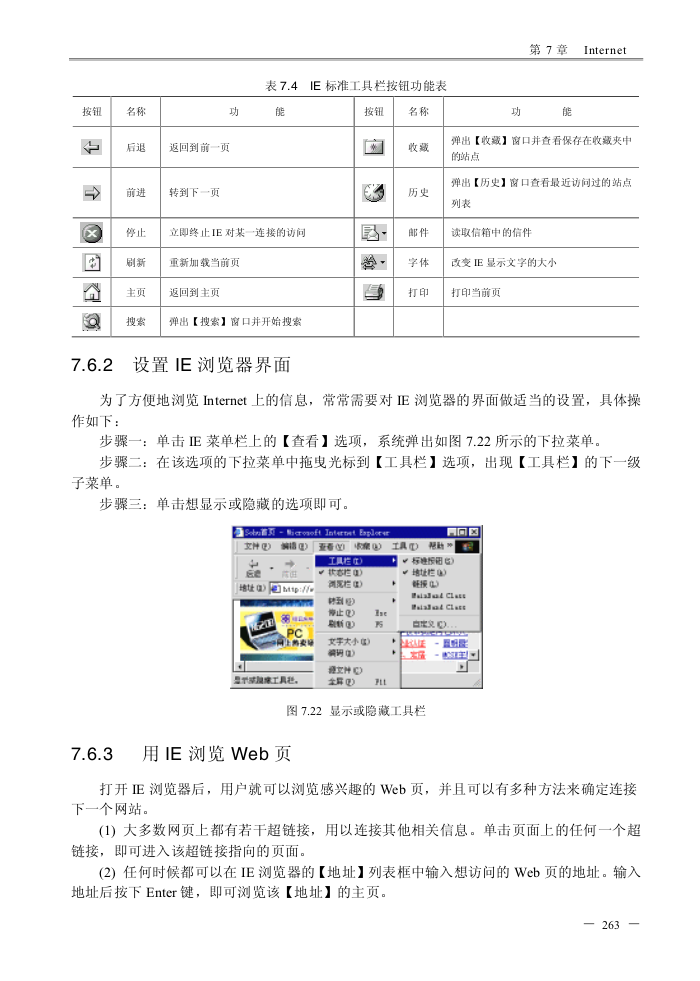 第 7 章 Internet
表 7.4 IE 标准工具栏按钮功能表
按钮 名称 功 能 按钮 名称 功 能
后退 返回到前一页 收藏 弹出【收藏】窗口并查看保存在收藏夹中
的站点
前进 转到下一页 历史 弹出【历史】窗口查看最近访问过的站点
列表
停止 立即终止 IE 对某一连接的访问 邮件 读取信箱中的信件
刷新 重新加载当前页 字体 改变 IE 显示文字的大小
主页 返回到主页 打印 打印当前页
搜索 弹出【搜索】窗口并开始搜索
7.6.2 设置 IE 浏览器界面
为了方便地浏览 Internet 上的信息，常常需要对 IE 浏览器的界面做适当的设置，具体操
作如下：
步骤一：单击 IE 菜单栏上的【查看】选项，系统弹出如图 7.22 所示的下拉菜单。
步骤二：在该选项的下拉菜单中拖曳光标到【工具栏】选项，出现【工具栏】的下一级
子菜单。
步骤三：单击想显示或隐藏的选项即可。
Sohu首页 - Microsoft Internet Explorer
文件(F) 编辑(E) 查看(V) 收藏(A) 工具(T) 帮助 »
工具栏(T) 标准按钮(S)
后退 前进 状态栏(B) 地址栏(A)
浏览栏(E) 链接(L)
地址(D) http://w
转到(O) MainBand Class
停止(P) Esc MainBand Class
刷新(R) F5 自定义(C)...
PC
文字大小(X)
编码(D)
源文件(C)
显示或隐藏工具栏。 全屏(F) F11
图 7.22 显示或隐藏工具栏
7.6.3 用 IE 浏览 Web 页
打开 IE 浏览器后，用户就可以浏览感兴趣的 Web 页，并且可以有多种方法来确定连接
下一个网站。
(1) 大多数网页上都有若干超链接，用以连接其他相关信息。单击页面上的任何一个超
链接，即可进入该超链接指向的页面。
(2) 任何时候都可以在 IE 浏览器的【地址】列表框中输入想访问的 Web 页的地址。输入
地址后按下 Enter 键，即可浏览该【地址】的主页。
— 263 —